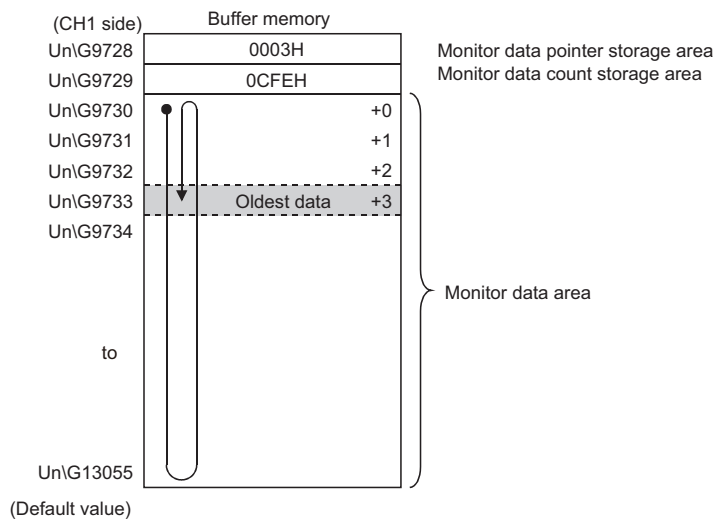 (CH1 side) Buffer memory
Un\G9728 0003H Monitor data pointer storage area
Un\G9729 0CFEH Monitor data count storage area
Un\G9730 +0
Un\G9731 +1
Un\G9732 +2
Un\G9733 Oldest data +3
Un\G9734
Monitor data area
to
Un\G13055
(Default value)